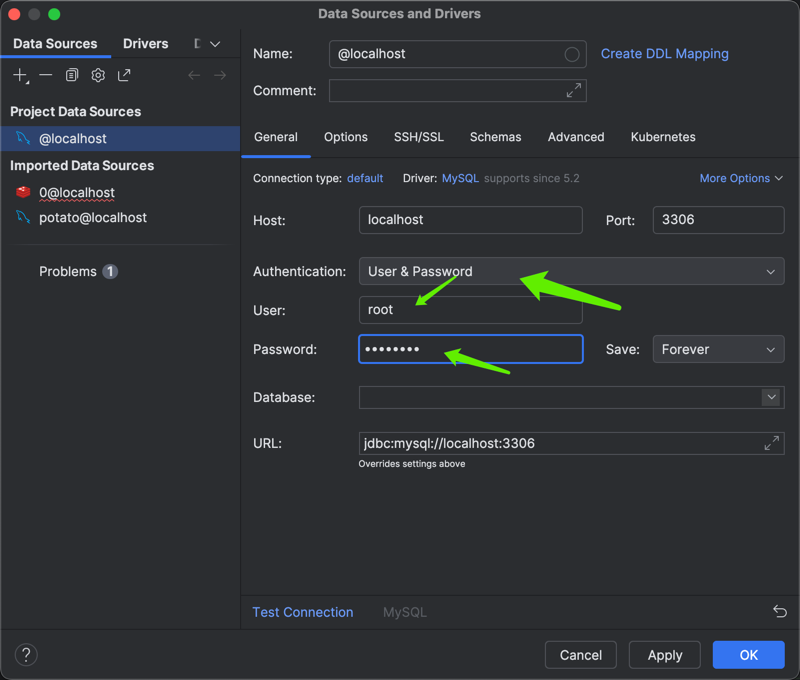 Data Sources and Drivers
Data Sources Drivers
Name: @localhost Create DDL Mapping
Comment:
Project Data Sources
@localhost
Imported Data Sources
0@localhost
potato@localhost
Problems 1
General Options SSH/SSL Schemas Advanced Kubernetes
Connection type: default Driver: MySQL supports since 5.2 More Options
Host: localhost Port: 3306
Authentication: User & Password
User: root
Password: •••••••• Save: Forever
Database:
URL: jdbc:mysql://localhost:3306
Overrides settings above
Test Connection MySQL
? Cancel Apply OK